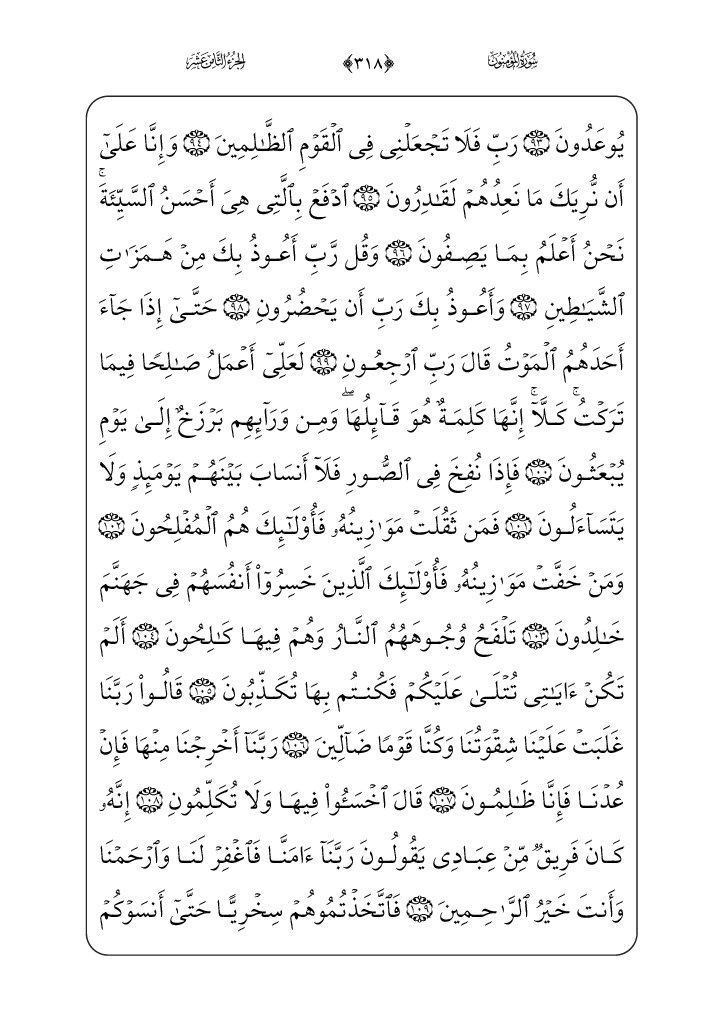 سُورَةُ المُؤْمِنُونَ ﴿٣١٨﴾ الجُزْءُ الثَّامِنَ عَشَرَ
يُوعَدُونَ ٩٣ رَبِّ فَلَا تَجْعَلْنِى فِى ٱلْقَوْمِ ٱلظَّـٰلِمِينَ ٩٤ وَإِنَّا عَلَىٰٓ
أَن نُّرِيَكَ مَا نَعِدُهُمْ لَقَـٰدِرُونَ ٩٥ ٱدْفَعْ بِٱلَّتِى هِىَ أَحْسَنُ ٱلسَّيِّئَةَ ۚ
نَحْنُ أَعْلَمُ بِمَا يَصِفُونَ ٩٦ وَقُل رَّبِّ أَعُوذُ بِكَ مِنْ هَمَزَٰتِ
ٱلشَّيَـٰطِينِ ٩٧ وَأَعُوذُ بِكَ رَبِّ أَن يَحْضُرُونِ ٩٨ حَتَّىٰٓ إِذَا جَآءَ
أَحَدَهُمُ ٱلْمَوْتُ قَالَ رَبِّ ٱرْجِعُونِ ٩٩ لَعَلِّىٓ أَعْمَلُ صَـٰلِحًا فِيمَا
تَرَكْتُ ۚ كَلَّآ ۚ إِنَّهَا كَلِمَةٌ هُوَ قَآئِلُهَا ۖ وَمِن وَرَآئِهِم بَرْزَخٌ إِلَىٰ يَوْمِ
يُبْعَثُونَ ١٠٠ فَإِذَا نُفِخَ فِى ٱلصُّورِ فَلَآ أَنسَابَ بَيْنَهُمْ يَوْمَئِذٍ وَلَا
يَتَسَآءَلُونَ ١٠١ فَمَن ثَقُلَتْ مَوَٰزِينُهُۥ فَأُو۟لَـٰٓئِكَ هُمُ ٱلْمُفْلِحُونَ ١٠٢
وَمَنْ خَفَّتْ مَوَٰزِينُهُۥ فَأُو۟لَـٰٓئِكَ ٱلَّذِينَ خَسِرُوٓا۟ أَنفُسَهُمْ فِى جَهَنَّمَ
خَـٰلِدُونَ ١٠٣ تَلْفَحُ وُجُوهَهُمُ ٱلنَّارُ وَهُمْ فِيهَا كَـٰلِحُونَ ١٠٤ أَلَمْ
تَكُنْ ءَايَـٰتِى تُتْلَىٰ عَلَيْكُمْ فَكُنتُم بِهَا تُكَذِّبُونَ ١٠٥ قَالُوا۟ رَبَّنَا
غَلَبَتْ عَلَيْنَا شِقْوَتُنَا وَكُنَّا قَوْمًا ضَآلِّينَ ١٠٦ رَبَّنَآ أَخْرِجْنَا مِنْهَا فَإِنْ
عُدْنَا فَإِنَّا ظَـٰلِمُونَ ١٠٧ قَالَ ٱخْسَـُٔوا۟ فِيهَا وَلَا تُكَلِّمُونِ ١٠٨ إِنَّهُۥ
كَانَ فَرِيقٌ مِّنْ عِبَادِى يَقُولُونَ رَبَّنَآ ءَامَنَّا فَٱغْفِرْ لَنَا وَٱرْحَمْنَا
وَأَنتَ خَيْرُ ٱلرَّٰحِمِينَ ١٠٩ فَٱتَّخَذْتُمُوهُمْ سِخْرِيًّا حَتَّىٰٓ أَنسَوْكُمْ